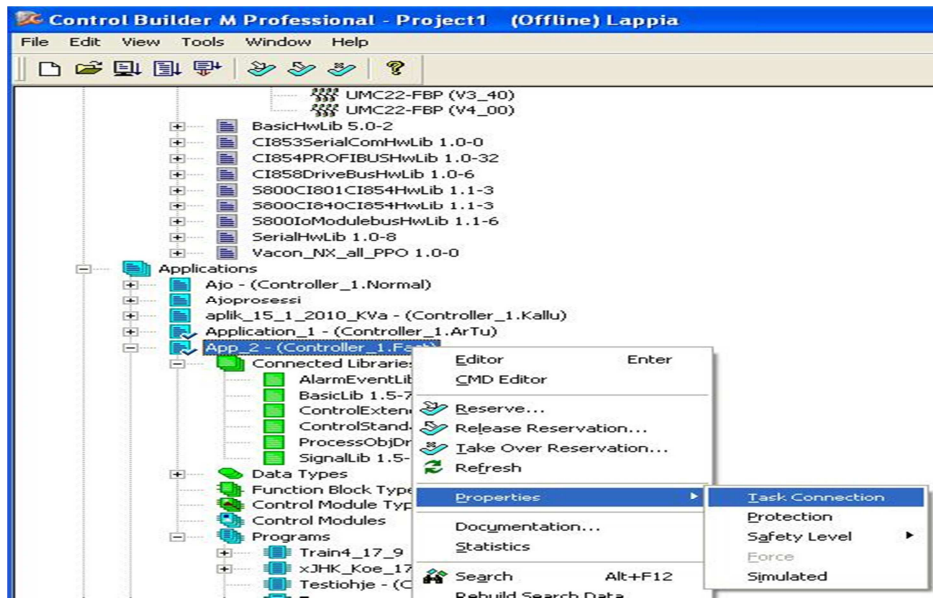 Control Builder M Professional - Project1 (Offline) Lappia
File Edit View Tools Window Help
UMC22-FBP (V3_40)
UMC22-FBP (V4_00)
BasicHwLib 5.0-2
CI853SerialComHwLib 1.0-0
CI854PROFIBUSHwLib 1.0-32
CI858DriveBusHwLib 1.0-6
S800CI801CI854HwLib 1.1-3
S800CI840CI854HwLib 1.1-3
S800IoModulebusHwLib 1.1-6
SerialHwLib 1.0-8
Vacon_NX_all_PPO 1.0-0
Applications
Ajo - (Controller_1.Normal)
Ajoprosessi
aplik_15_1_2010_KVa - (Controller_1.Kallu)
Application_1 - (Controller_1.ArTu)
App_2 - (Controller_1.Fast)
Connected Libraries
AlarmEventLib
BasicLib 1.5-7
ControlExten
ControlStand
ProcessObjDr
SignalLib 1.5-
Data Types
Function Block Type
Control Module Typ
Control Modules
Programs
Train4_17_9
xJHK_Koe_17
Testiohje - (C
Editor Enter
CMD Editor
Reserve...
Release Reservation...
Take Over Reservation...
Refresh
Properties
Documentation...
Statistics
Search Alt+F12
Rebuild Search Data
Task Connection
Protection
Safety Level
Force
Simulated